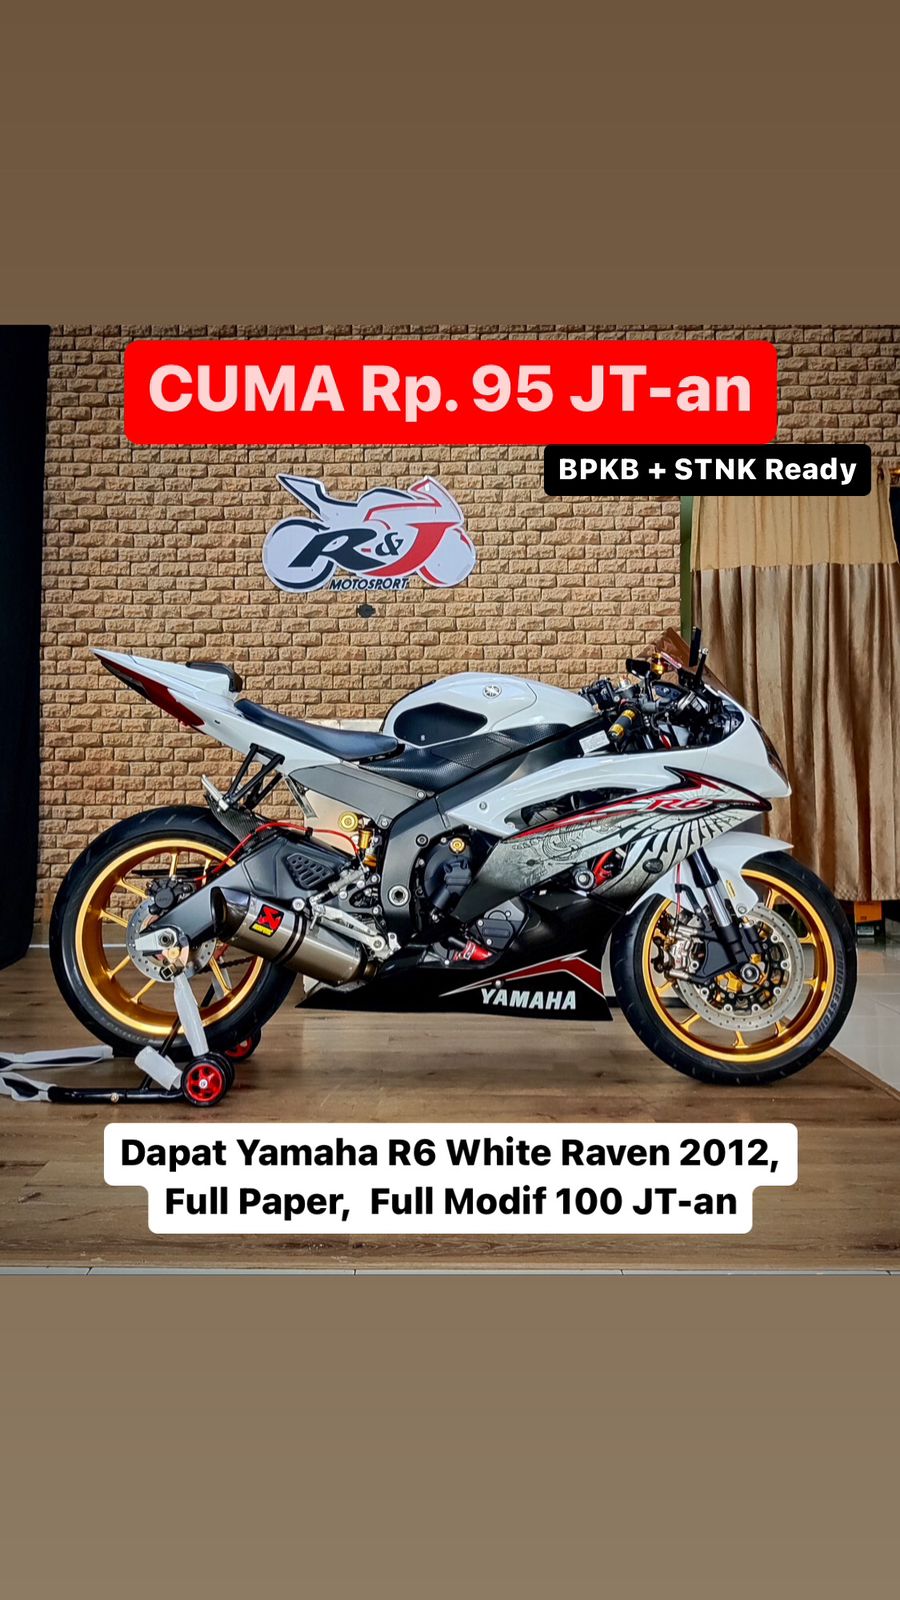 CUMA Rp. 95 JT-an
BPKB + STNK Ready
R&J
MOTOSPORT
R6
YAMAHA
Dapat Yamaha R6 White Raven 2012,
Full Paper, Full Modif 100 JT-an